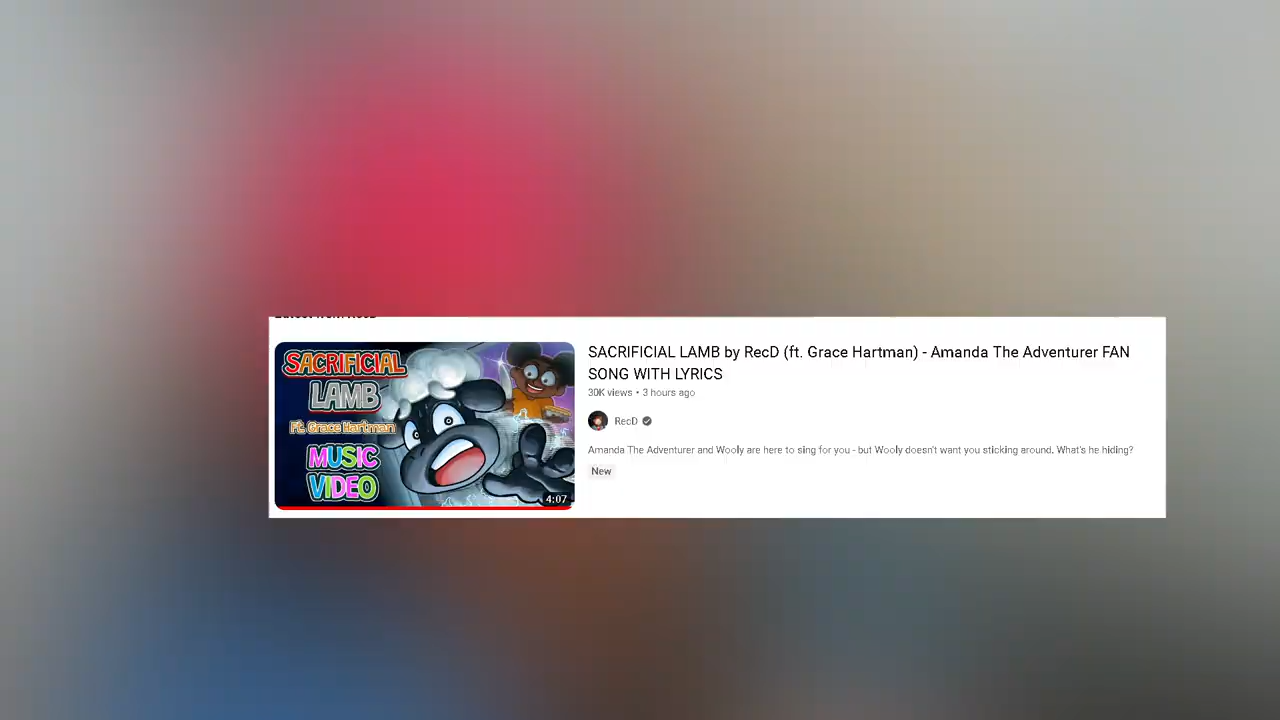 SACRIFICIAL
LAMB
Ft. Grace Hartman
MUSIC
VIDEO
4:07
SACRIFICIAL LAMB by RecD (ft. Grace Hartman) - Amanda The Adventurer FAN
SONG WITH LYRICS
30K views • 3 hours ago
RecD
Amanda The Adventurer and Wooly are here to sing for you - but Wooly doesn't want you sticking around. What's he hiding?
New